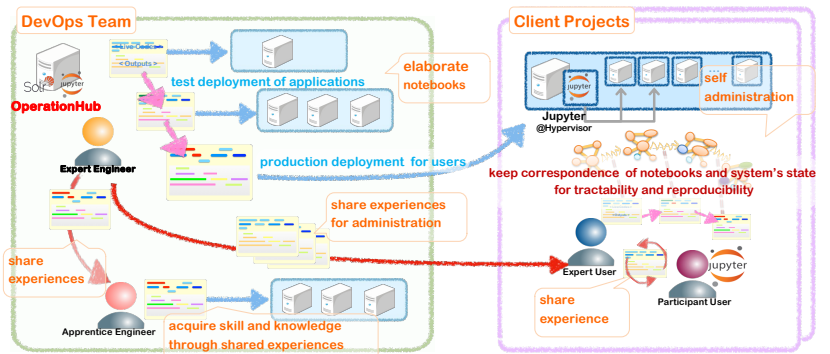 DevOps Team
< Live Codes >
< Outputs >
Solr
jupyter
OperationHub
test deployment of applications
elaborate
notebooks
Expert Engineer
production deployment for users
share experiences
for administration
share
experiences
Apprentice Engineer
acquire skill and knowledge
through shared experiences
Client Projects
jupyter
...
Jupyter
@Hypervisor
self
administration
keep correspondence of notebooks and system's state
for tractability and reproducibility
Expert User
jupyter
Participant User
share
experience